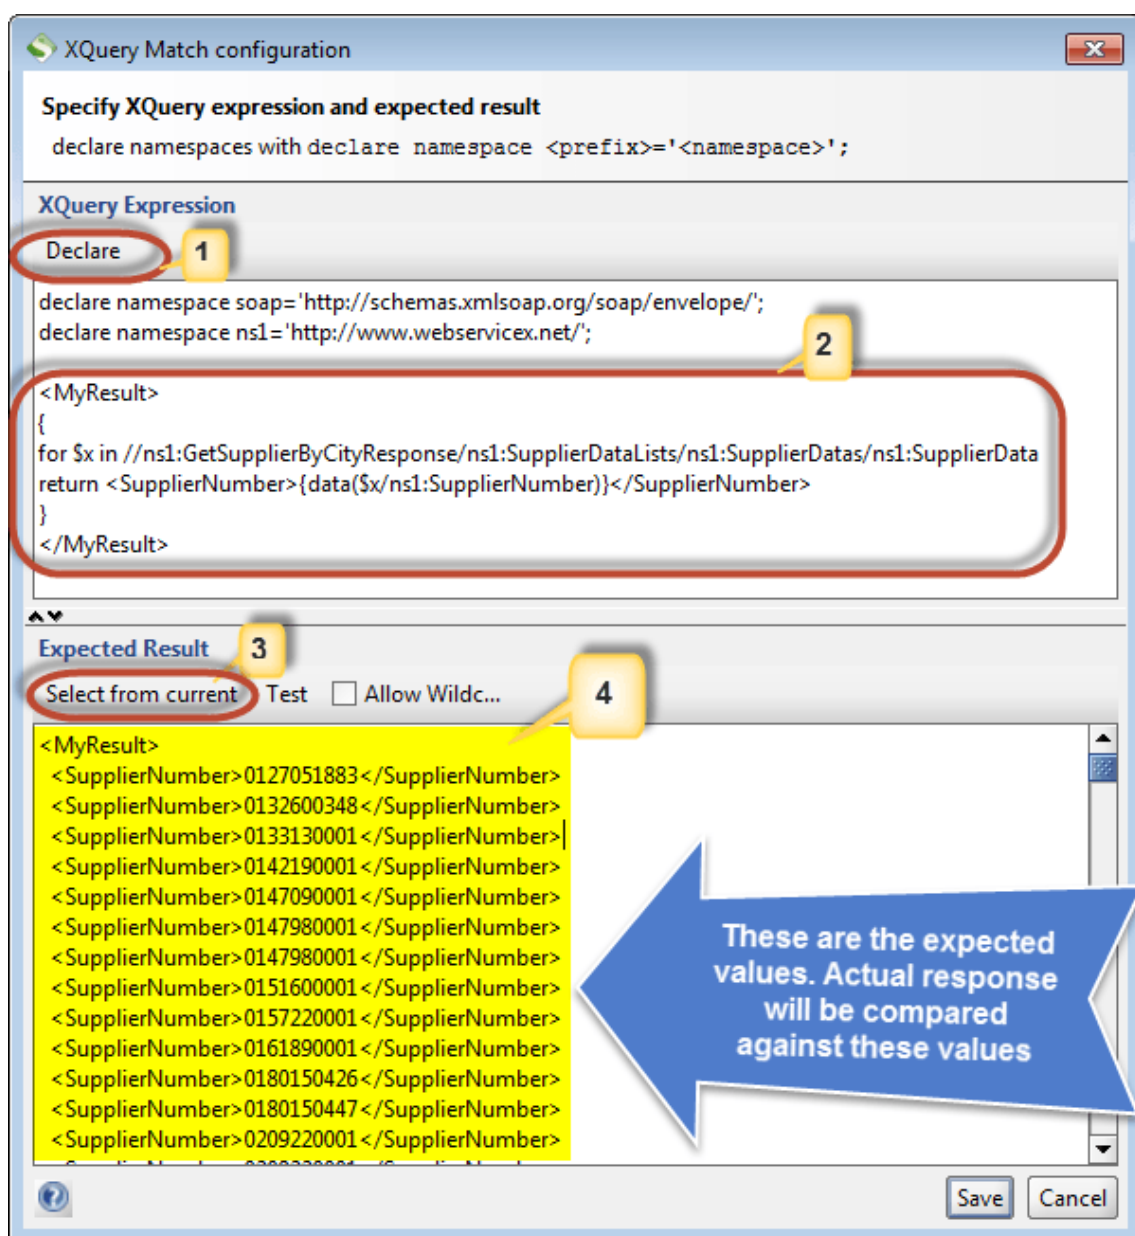 XQuery Match configuration
Specify XQuery expression and expected result
declare namespaces with declare namespace <prefix>='<namespace>';
XQuery Expression
Declare
1
declare namespace soap='http://schemas.xmlsoap.org/soap/envelope/';
declare namespace ns1='http://www.webservicex.net/';
2
<MyResult>
{
for $x in //ns1:GetSupplierByCityResponse/ns1:SupplierDataLists/ns1:SupplierDatas/ns1:SupplierData
return <SupplierNumber>{data($x/ns1:SupplierNumber)}</SupplierNumber>
}
</MyResult>
Expected Result
3
Select from current Test Allow Wildc...
4
<MyResult>
<SupplierNumber>0127051883</SupplierNumber>
<SupplierNumber>0132600348</SupplierNumber>
<SupplierNumber>0133130001</SupplierNumber>
<SupplierNumber>0142190001</SupplierNumber>
<SupplierNumber>0147090001</SupplierNumber>
<SupplierNumber>0147980001</SupplierNumber>
<SupplierNumber>0147980001</SupplierNumber>
<SupplierNumber>0151600001</SupplierNumber>
<SupplierNumber>0157220001</SupplierNumber>
<SupplierNumber>0161890001</SupplierNumber>
<SupplierNumber>0180150426</SupplierNumber>
<SupplierNumber>0180150447</SupplierNumber>
<SupplierNumber>0209220001</SupplierNumber>
These are the expected
values. Actual response
will be compared
against these values
Save Cancel